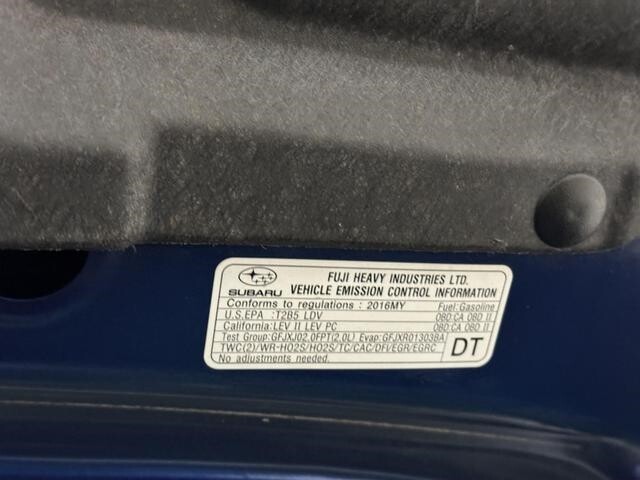 SUBARU
FUJI HEAVY INDUSTRIES LTD.
VEHICLE EMISSION CONTROL INFORMATION
Conforms to regulations : 2016MY Fuel:Gasoline
U.S.EPA :T2B5 LDV OBD:CA OBD II
California:LEV II LEV PC OBD:CA OBD II
Test Group:GFJXJ02.0FPT(2.0L) Evap:GFJXR01303BA
TWC(2)/WR-HO2S/HO2S/TC/CAC/DFI/EGR/EGRC
No adjustments needed.
DT